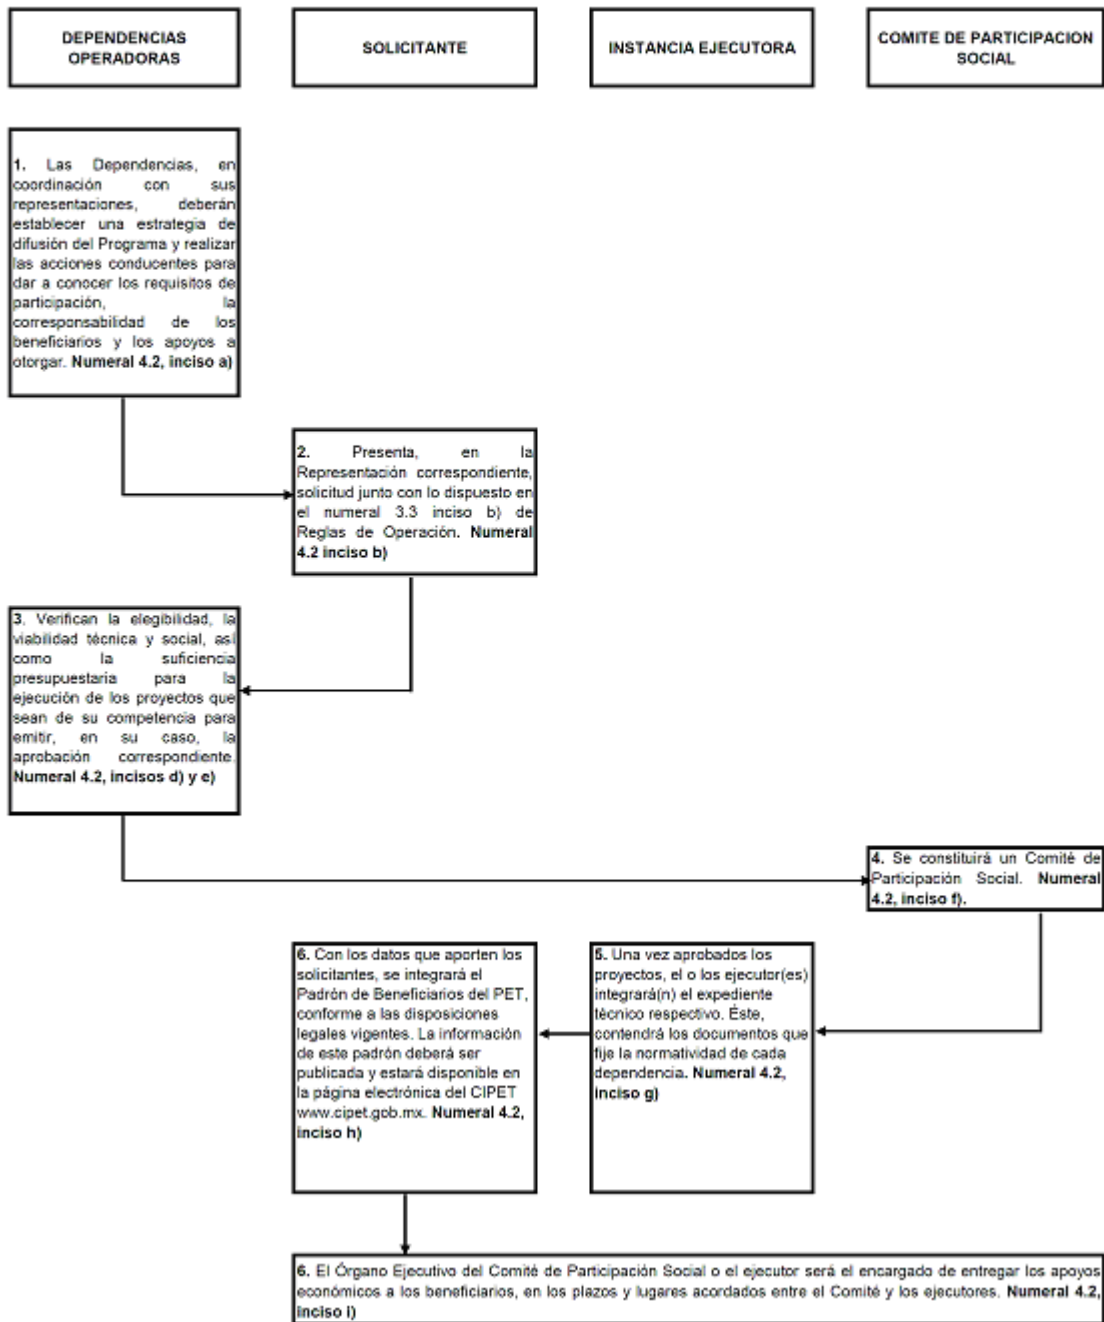 DEPENDENCIAS
OPERADORAS
SOLICITANTE
INSTANCIA EJECUTORA
COMITE DE PARTICIPACION
SOCIAL
1. Las Dependencias, en
coordinación con sus
representaciones, deberán
establecer una estrategia de
difusión del Programa y realizar
las acciones conducentes para
dar a conocer los requisitos de
participación, la
corresponsabilidad de los
beneficiarios y los apoyos a
otorgar. Numeral 4.2, inciso a)
2. Presenta, en la
Representación correspondiente,
solicitud junto con lo dispuesto en
el numeral 3.3 inciso b) de
Reglas de Operación. Numeral
4.2 inciso b)
3. Verifican la elegibilidad, la
viabilidad técnica y social, así
como la suficiencia
presupuestaria para la
ejecución de los proyectos que
sean de su competencia para
emitir, en su caso, la
aprobación correspondiente.
Numeral 4.2, incisos d) y e)
4. Se constituirá un Comité de
Participación Social. Numeral
4.2, inciso f).
5. Una vez aprobados los
proyectos, el o los ejecutor(es)
integrará(n) el expediente
técnico respectivo. Éste,
contendrá los documentos que
fije la normatividad de cada
dependencia. Numeral 4.2,
inciso g)
6. Con los datos que aporten los
solicitantes, se integrará el
Padrón de Beneficiarios del PET,
conforme a las disposiciones
legales vigentes. La información
de este padrón deberá ser
publicada y estará disponible en
la página electrónica del CIPET
www.cipet.gob.mx. Numeral 4.2,
inciso h)
6. El Órgano Ejecutivo del Comité de Participación Social o el ejecutor será el encargado de entregar los apoyos
económicos a los beneficiarios, en los plazos y lugares acordados entre el Comité y los ejecutores. Numeral 4.2,
inciso i)